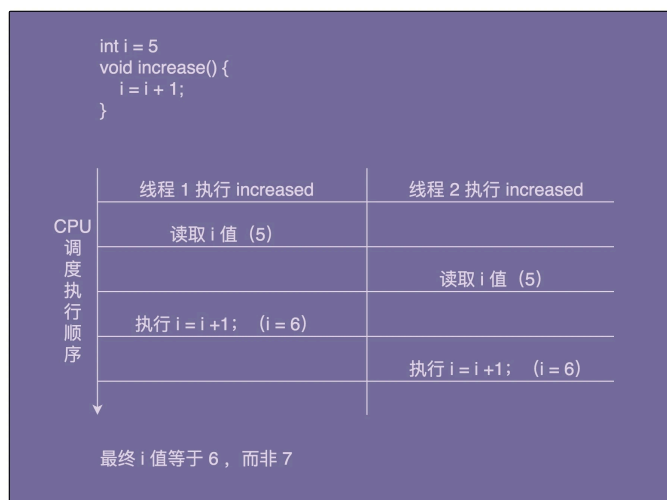 int i = 5
void increase() {
i = i + 1;
}
线程 1 执行 increased
线程 2 执行 increased
CPU
调
度
执
行
顺
序
读取 i 值（5）
读取 i 值（5）
执行 i = i +1; （i = 6）
执行 i = i +1; （i = 6）
最终 i 值等于 6 ，而非 7